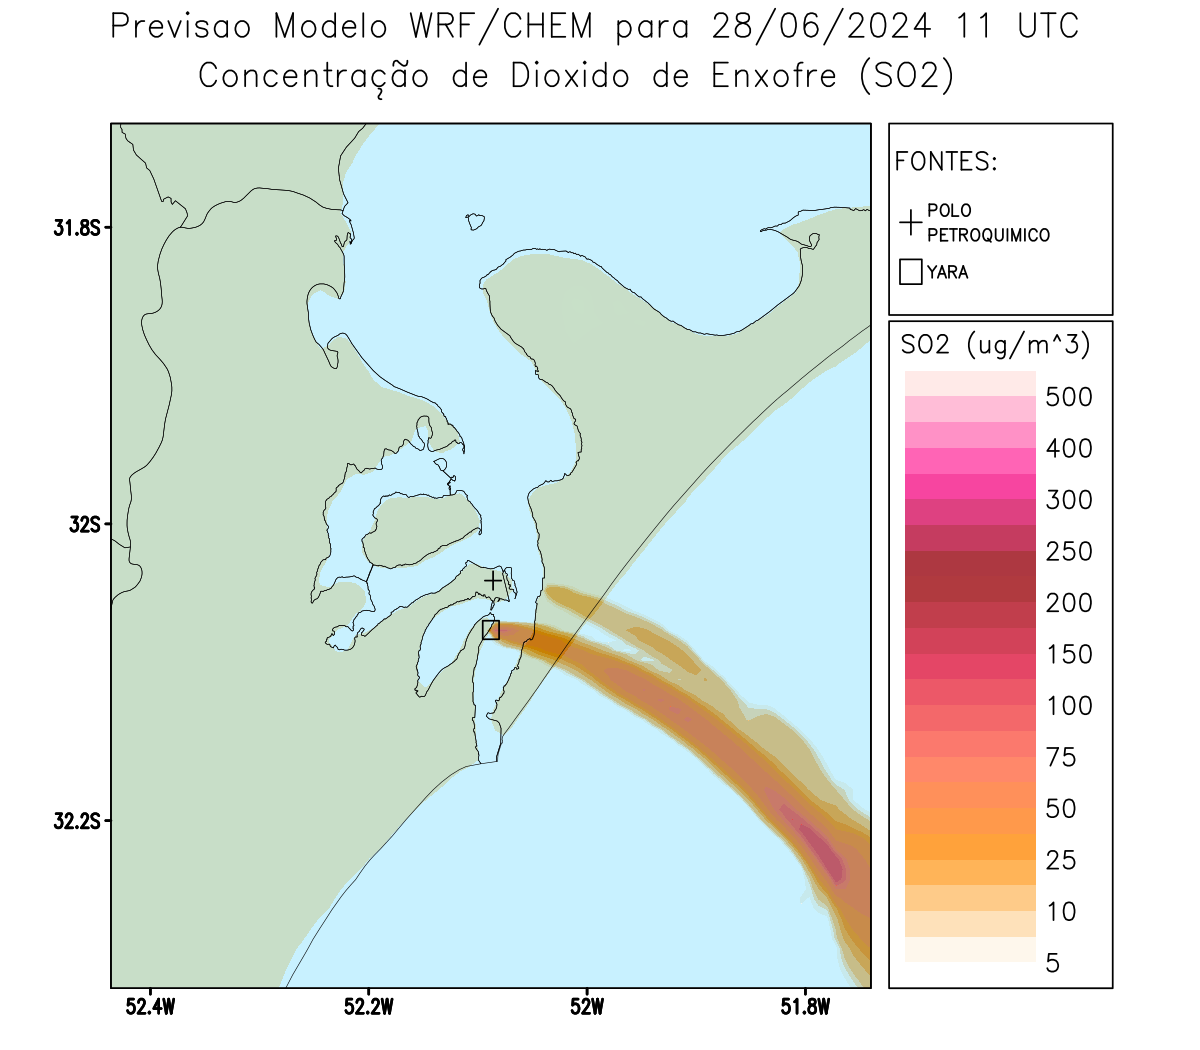 Previsao Modelo WRF/CHEM para 28/06/2024 11 UTC
Concentração de Dioxido de Enxofre (SO2)
FONTES:
POLO
PETROQUIMICO
YARA
31.8S
32S
32.2S
52.4W
52.2W
52W
51.8W
SO2 (ug/m^3)
500
400
300
250
200
150
100
75
50
25
10
5